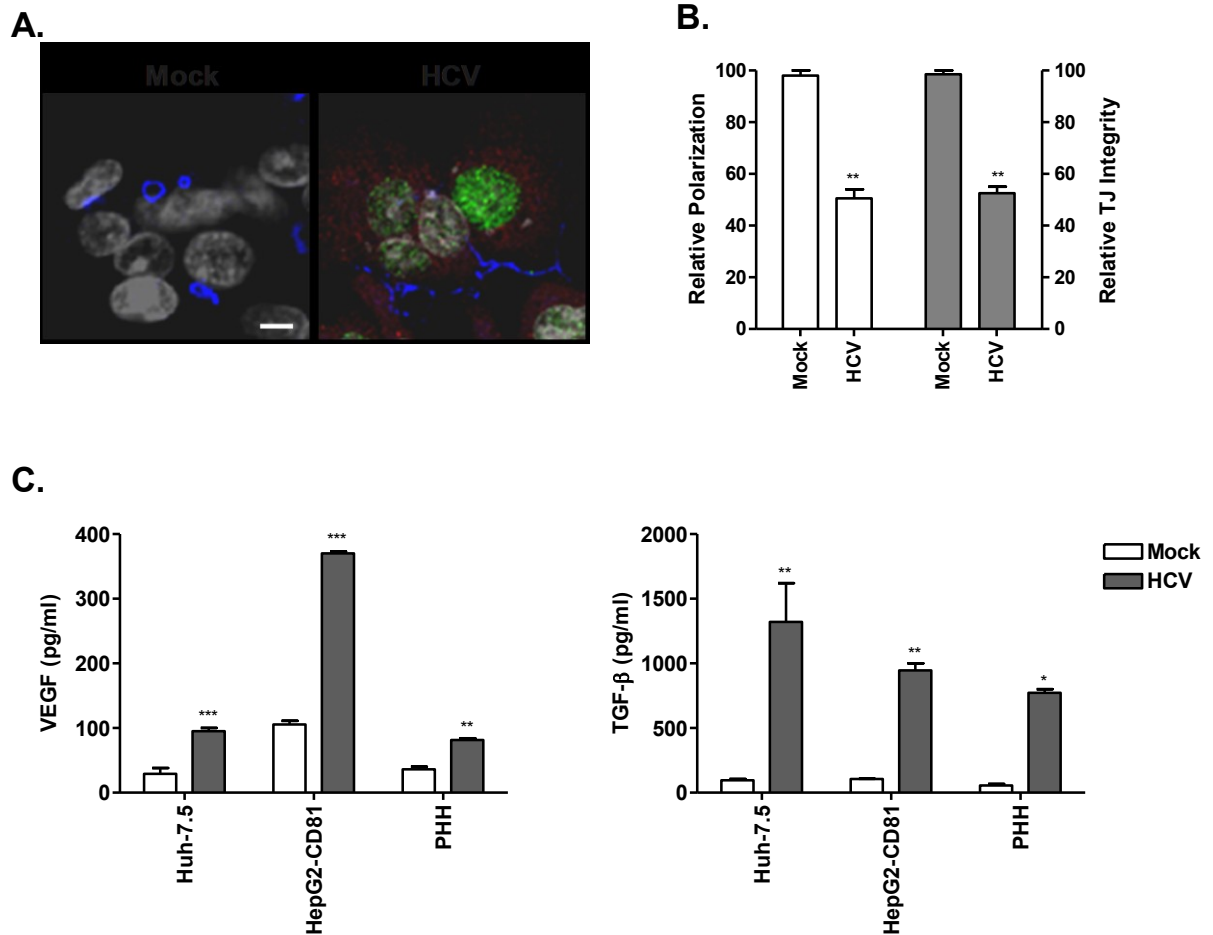 A.
Mock HCV
B.
100
80
60
40
20
0
Relative Polarization
**
**
100
80
60
40
20
0
Relative TJ Integrity
Mock
HCV
Mock
HCV
C.
400
300
200
100
0
VEGF (pg/ml)
***
***
**
Huh-7.5
HepG2-CD81
PHH
2000
1500
1000
500
0
TGF-β (pg/ml)
**
**
*
Huh-7.5
HepG2-CD81
PHH
Mock
HCV